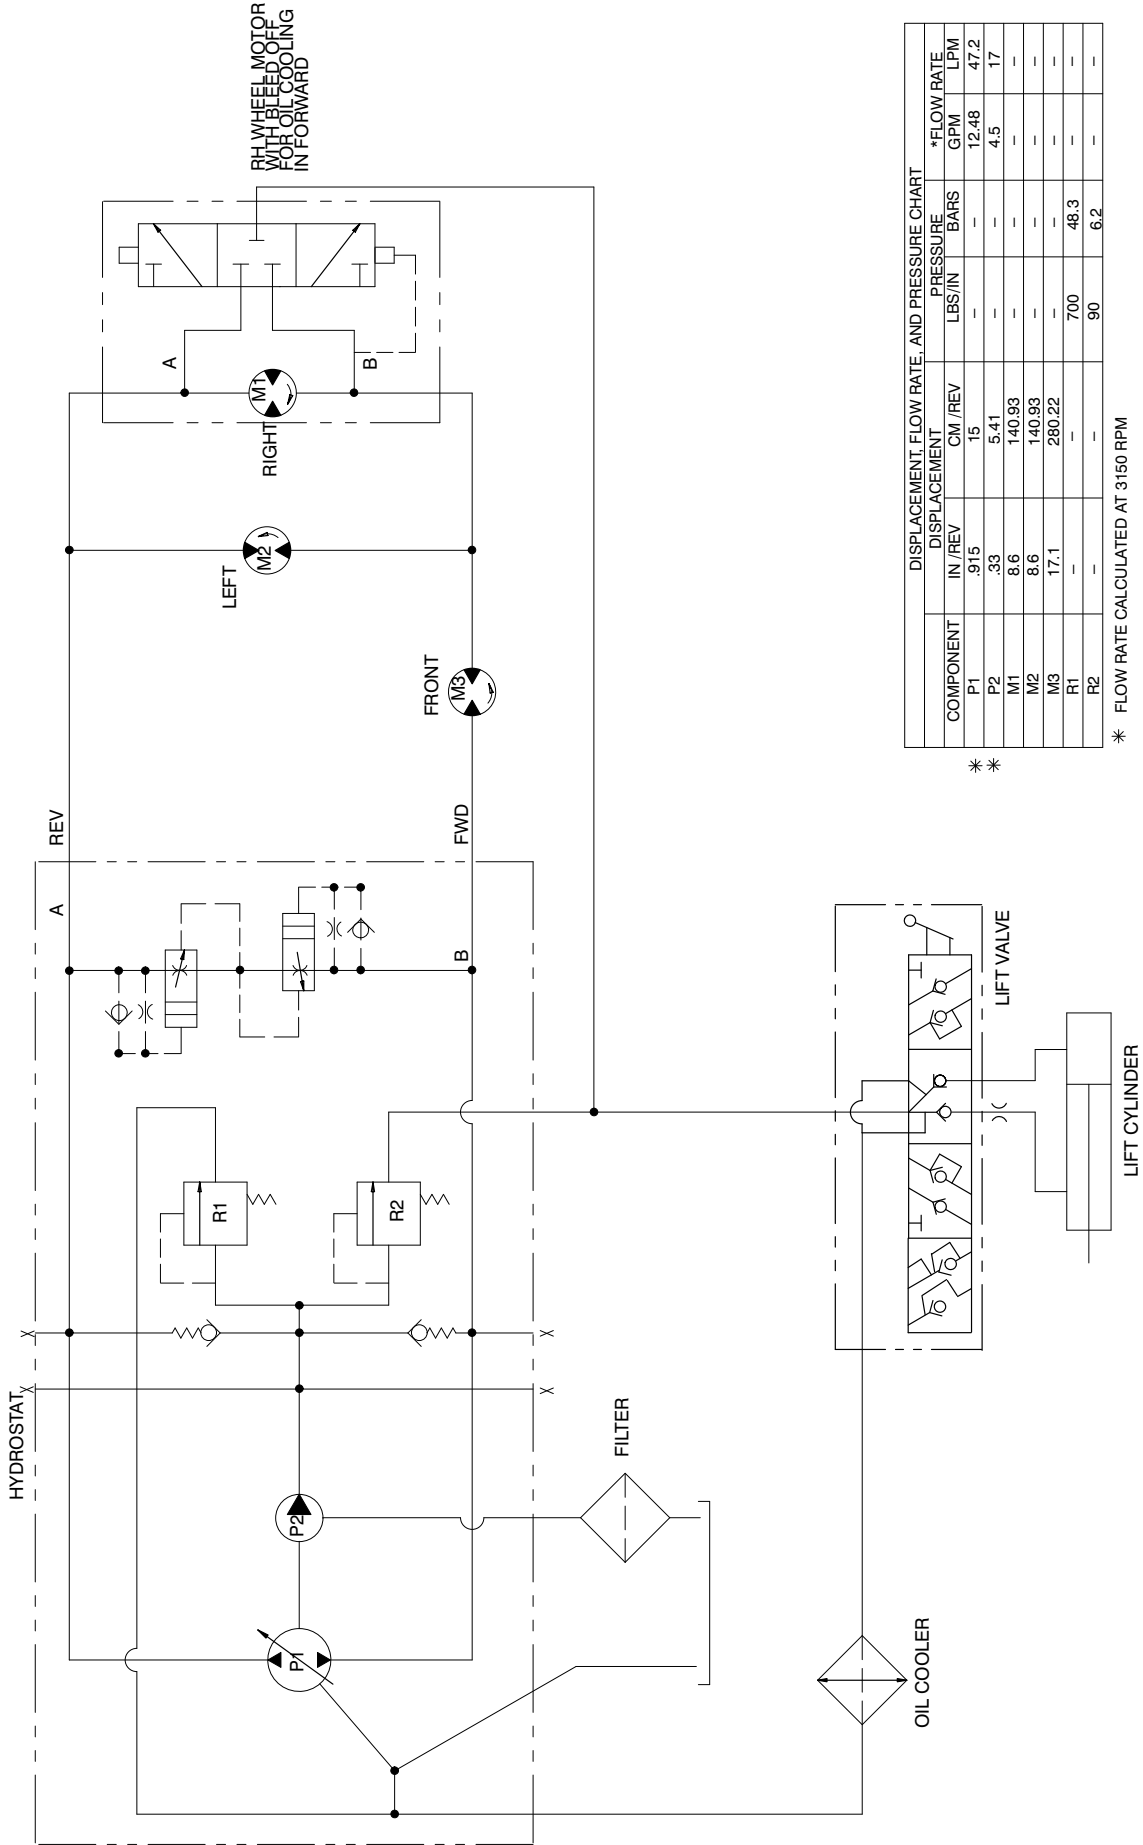 HYDROSTAT
A
REV
B
FWD
P1
P2
R1
R2
FRONT
M3
LEFT
M2
RIGHT
M1
A
B
RH WHEEL MOTOR
WITH BLEED OFF
FOR OIL COOLING
IN FORWARD
FILTER
OIL COOLER
LIFT VALVE
LIFT CYLINDER
DISPLACEMENT, FLOW RATE, AND PRESSURE CHART
DISPLACEMENT PRESSURE *FLOW RATE
COMPONENT IN /REV CM /REV LBS/IN BARS GPM LPM
* P1 .915 15 – – 12.48 47.2
* P2 .33 5.41 – – 4.5 17
M1 8.6 140.93 – – – –
M2 8.6 140.93 – – – –
M3 17.1 280.22 – – – –
R1 – – 700 48.3 – –
R2 – – 90 6.2 – –
* FLOW RATE CALCULATED AT 3150 RPM